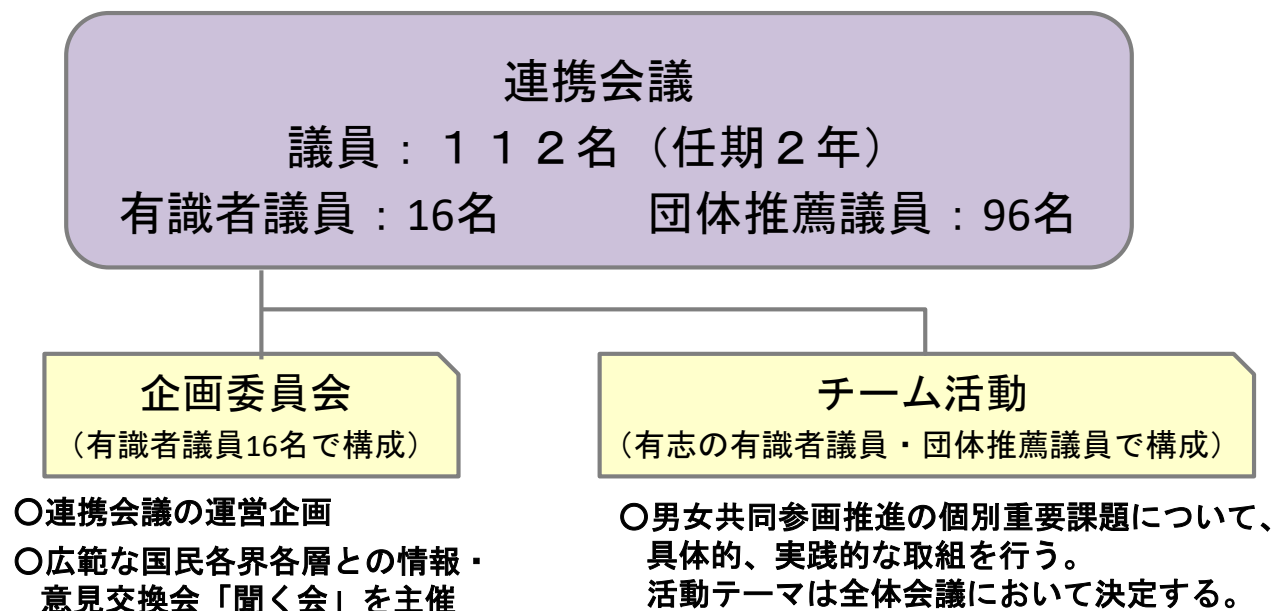 連携会議
議員：１１２名（任期２年）
有識者議員：16名　団体推薦議員：96名
企画委員会
（有識者議員16名で構成）
○連携会議の運営企画
○広範な国民各界各層との情報・
意見交換会「聞く会」を主催
チーム活動
（有志の有識者議員・団体推薦議員で構成）
○男女共同参画推進の個別重要課題について、
具体的、実践的な取組を行う。
活動テーマは全体会議において決定する。